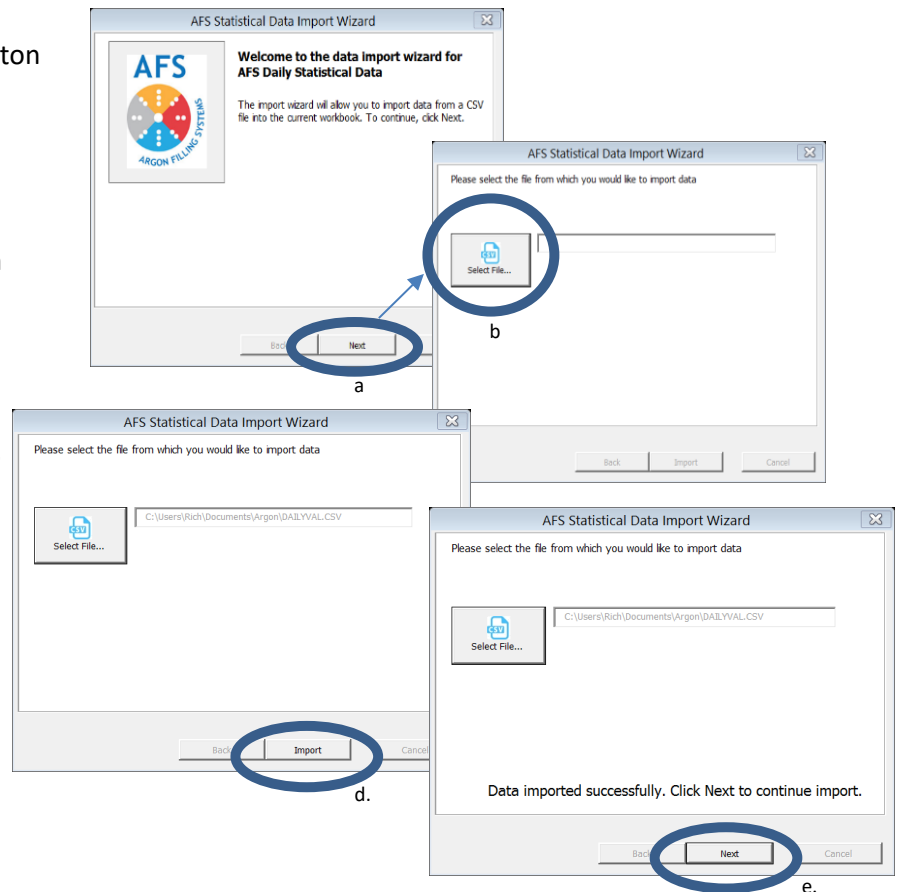 ton
AFS Statistical Data Import Wizard
AFS
ARGON FILLING SYSTEMS
Welcome to the data import wizard for
AFS Daily Statistical Data
The import wizard will allow you to import data from a CSV
file into the current workbook. To continue, click Next.
Next
a
AFS Statistical Data Import Wizard
Please select the file from which you would like to import data
CSV
Select File...
b
Back Import Cancel
AFS Statistical Data Import Wizard
Please select the file from which you would like to import data
CSV
Select File...
C:\Users\Rich\Documents\Argon\DAILYVAL.CSV
Import Cancel
d.
AFS Statistical Data Import Wizard
Please select the file from which you would like to import data
CSV
Select File...
C:\Users\Rich\Documents\Argon\DAILYVAL.CSV
Data imported successfully. Click Next to continue import.
Next Cancel
e.